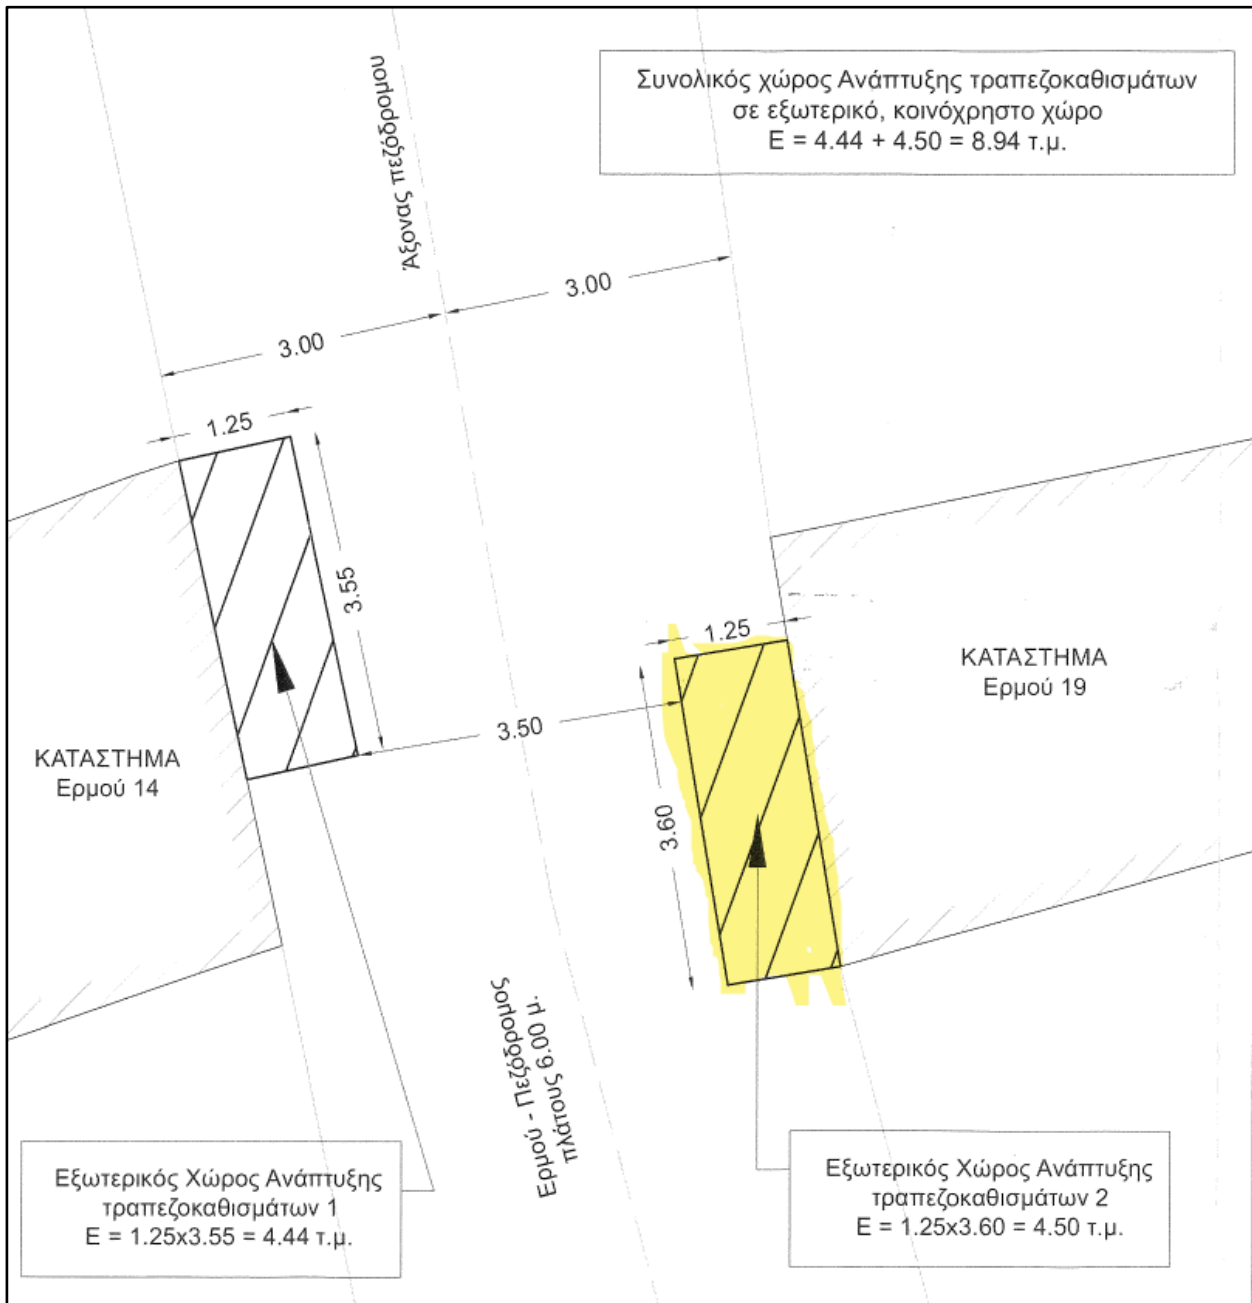 Συνολικός χώρος Ανάπτυξης τραπεζοκαθισμάτων
σε εξωτερικό, κοινόχρηστο χώρο
Ε = 4.44 + 4.50 = 8.94 τ.μ.
Άξονας πεζόδρομου
3.00
3.00
1.25
3.55
1.25
3.50
3.60
ΚΑΤΑΣΤΗΜΑ
Ερμού 19
ΚΑΤΑΣΤΗΜΑ
Ερμού 14
Ερμού - Πεζόδρομος
πλάτους 6.00 μ.
Εξωτερικός Χώρος Ανάπτυξης
τραπεζοκαθισμάτων 1
Ε = 1.25x3.55 = 4.44 τ.μ.
Εξωτερικός Χώρος Ανάπτυξης
τραπεζοκαθισμάτων 2
Ε = 1.25x3.60 = 4.50 τ.μ.